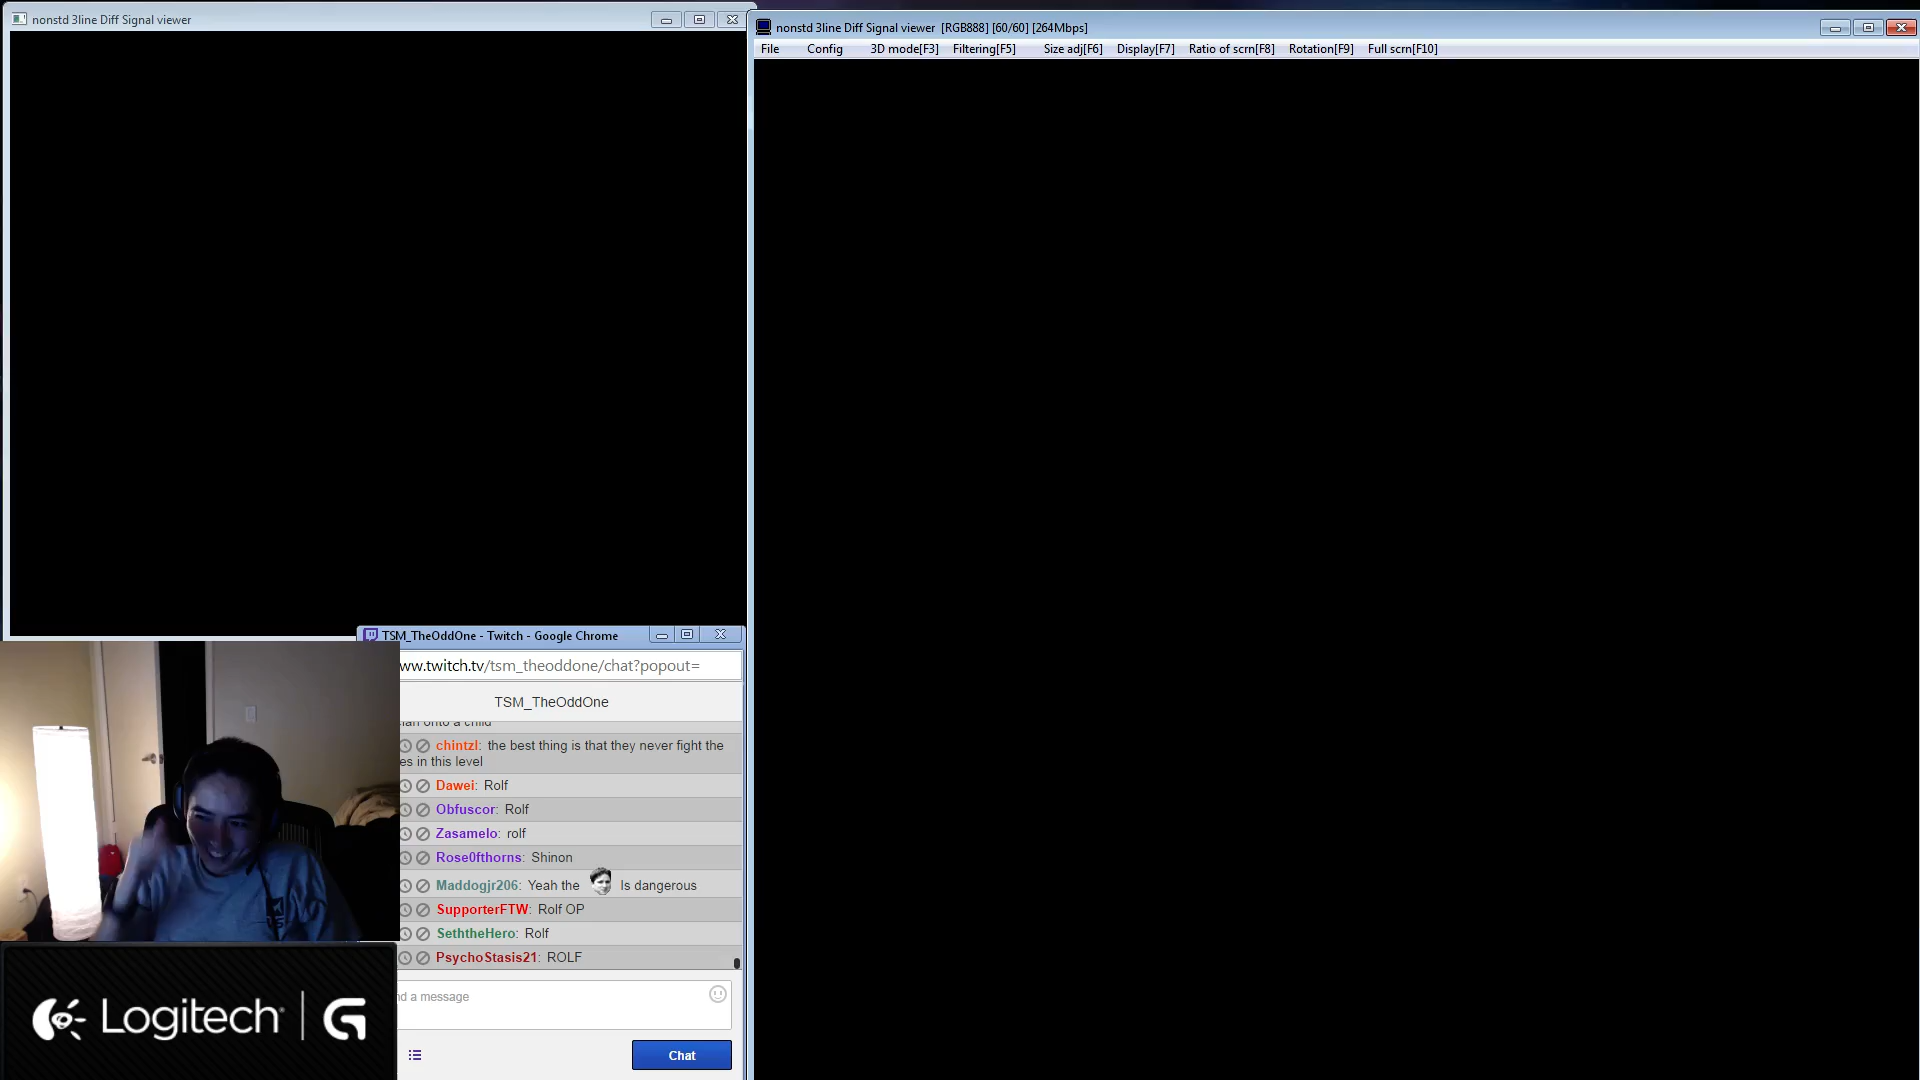 nonstd 3line Diff Signal viewer
nonstd 3line Diff Signal viewer [RGB888] [60/60] [264Mbps]
File Config 3D mode[F3] Filtering[F5] Size adj[F6] Display[F7] Ratio of scrn[F8] Rotation[F9] Full scrn[F10]
TSM_TheOddOne - Twitch - Google Chrome
ww.twitch.tv/tsm_theoddone/chat?popout=
TSM_TheOddOne
onto a child
chintzl: the best thing is that they never fight the
es in this level
Dawei: Rolf
Obfuscor: Rolf
Zasamelo: rolf
Rose0fthorns: Shinon
Maddogjr206: Yeah the Is dangerous
SupporterFTW: Rolf OP
SeththeHero: Rolf
PsychoStasis21: ROLF
nd a message
Chat
Logitech G